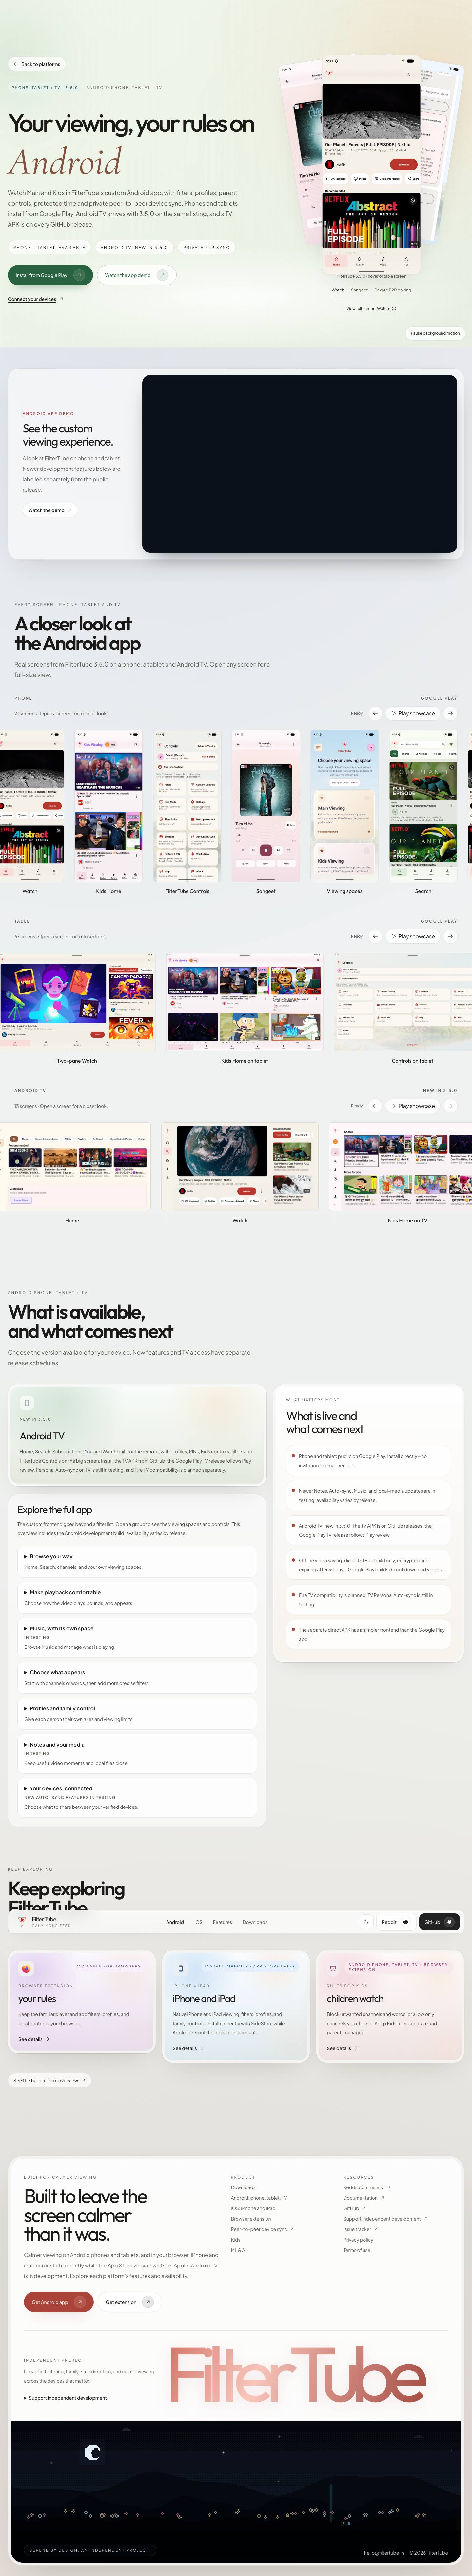 ← Back to platforms
PHONE, TABLET + TV · 3.5.0
ANDROID PHONE, TABLET + TV
Your viewing, your rules on
Android
Watch Main and Kids in FilterTube's custom Android app, with filters, profiles, parent
controls, protected time and private peer-to-peer device sync. Phones and tablets
install from Google Play. Android TV arrives with 3.5.0 on the same listing, and a TV
APK is on every GitHub release.
PHONE + TABLET: AVAILABLE
ANDROID TV: NEW IN 3.5.0
PRIVATE P2P SYNC
Install from Google Play
Watch the app demo
Connect your devices
FilterTube 3.5.0 · hover or tap a screen
Watch
Sangeet
Private P2P pairing
View full screen: Watch
Pause background motion
ANDROID APP DEMO
See the custom
viewing experience.
A look at FilterTube on phone and tablet.
Newer development features below are
labelled separately from the public
release.
Watch the demo
EVERY SCREEN · PHONE, TABLET AND TV
A closer look at
the Android app
Real screens from FilterTube 3.5.0 on a phone, a tablet and Android TV. Open any screen for a
full-size view.
PHONE
GOOGLE PLAY
21 screens · Open a screen for a closer look.
Ready
Play showcase
Watch
Kids Home
FilterTube Controls
Sangeet
Viewing spaces
Search
TABLET
GOOGLE PLAY
6 screens · Open a screen for a closer look.
Ready
Play showcase
Two-pane Watch
Kids Home on tablet
Controls on tablet
ANDROID TV
NEW IN 3.5.0
13 screens · Open a screen for a closer look.
Ready
Play showcase
Home
Watch
Kids Home on TV
ANDROID PHONE, TABLET + TV
What is available,
and what comes next
Choose the version available for your device. New features and TV access have separate
release schedules.
NEW IN 3.5.0
Android TV
Home, Search, Subscriptions, You and Watch built for the remote, with profiles, PINs, Kids controls, filters and
FilterTube Controls on the big screen. Install the TV APK from GitHub; the Google Play TV release follows Play
review. Personal Auto-sync on TV is still in testing, and Fire TV compatibility is planned separately.
Explore the full app
The custom frontend goes beyond a filter list. Open a group to see the viewing spaces and controls. This
overview includes the Android development build; availability varies by release.
Browse your way
Home, Search, channels, and your own viewing spaces.
Make playback comfortable
Choose how the video plays, sounds, and appears.
Music, with its own space
IN TESTING
Browse Music and manage what is playing.
Choose what appears
Start with channels or words, then add more precise filters.
Profiles and family control
Give each person their own rules and viewing limits.
Notes and your media
IN TESTING
Keep useful video moments and local files close.
Your devices, connected
NEW AUTO-SYNC FEATURES IN TESTING
Choose what to share between your verified devices.
WHAT MATTERS MOST
What is live and
what comes next
Phone and tablet: public on Google Play. Install directly—no
invitation or email needed.
Newer Notes, Auto-sync, Music, and local-media updates are in
testing; availability varies by release.
Android TV: new in 3.5.0. The TV APK is on GitHub releases; the
Google Play TV release follows Play review.
Offline video saving: direct GitHub build only, encrypted and
expiring after 30 days. Google Play builds do not download videos.
Fire TV compatibility is planned. TV Personal Auto-sync is still in
testing.
The separate direct APK has a simpler frontend than the Google Play
app.
KEEP EXPLORING
Keep exploring
FilterTube
FilterTube
CALM YOUR FEED
Android
iOS
Features
Downloads
Reddit
GitHub
AVAILABLE FOR BROWSERS
BROWSER EXTENSION
your rules
Keep the familiar player and add filters, profiles, and
local control in your browser.
See details
INSTALL DIRECTLY · APP STORE LATER
IPHONE + IPAD
iPhone and iPad
Native iPhone and iPad viewing, filters, profiles, and
family controls. Install it directly with SideStore while
Apple sorts out the developer account.
See details
ANDROID PHONE, TABLET, TV + BROWSER
EXTENSION
RULES FOR KIDS
children watch
Block unwanted channels and words, or allow only
channels you choose. Keep Kids rules separate and
parent-managed.
See details
See the full platform overview
BUILT FOR CALMER VIEWING
Built to leave the
screen calmer
than it was.
Calmer viewing on Android phones and tablets, and in your browser. iPhone and
iPad can install it directly while the App Store version waits on Apple. Android TV
is in development. Explore each platform's features and availability.
Get Android app
Get extension
PRODUCT
Downloads
Android: phone, tablet, TV
iOS: iPhone and iPad
Browser extension
Peer-to-peer device sync
Kids
ML & AI
RESOURCES
Reddit community
Documentation
GitHub
Support independent development
Issue tracker
Privacy policy
Terms of use
INDEPENDENT PROJECT
Local-first filtering, family-safe direction, and calmer viewing
across the devices that matter.
Support independent development
FilterTube
SERENE BY DESIGN. AN INDEPENDENT PROJECT.
hello@filtertube.in
© 2026 FilterTube